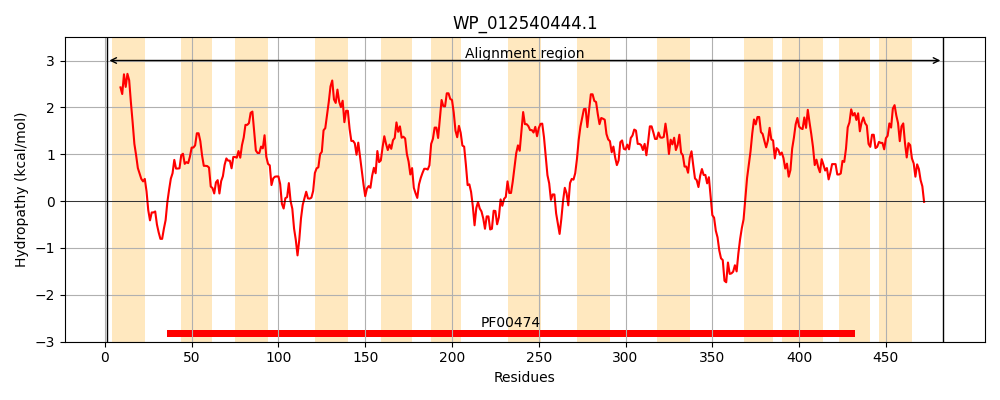 WP_012540444.1
Hydropathy (kcal/mol)
3
2
1
0
−1
−2
−3
Alignment region
PF00474
0 50 100 150 200 250 300 350 400 450
Residues